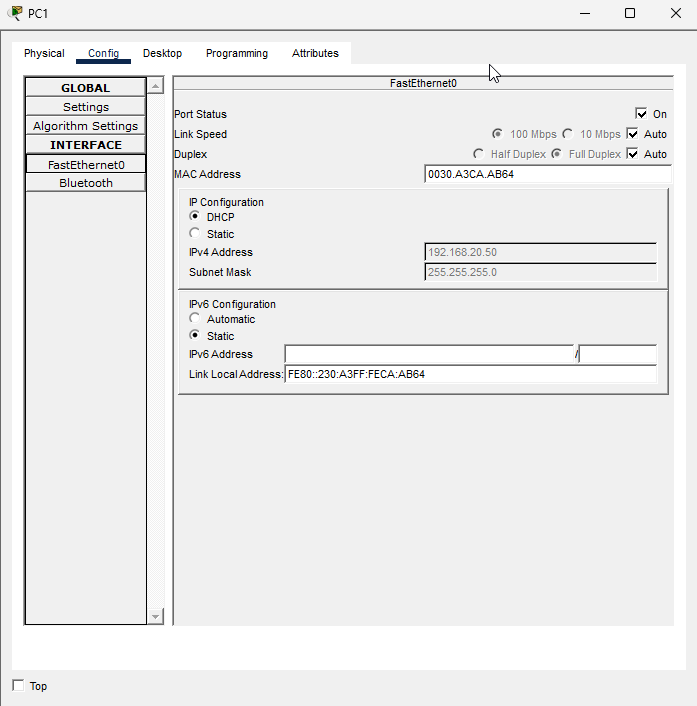 PC1
Physical Config Desktop Programming Attributes
GLOBAL
Settings
Algorithm Settings
INTERFACE
FastEthernet0
Bluetooth
FastEthernet0
Port Status On
Link Speed 100 Mbps 10 Mbps Auto
Duplex Half Duplex Full Duplex Auto
MAC Address 0030.A3CA.AB64
IP Configuration
DHCP
Static
IPv4 Address 192.168.20.50
Subnet Mask 255.255.255.0
IPv6 Configuration
Automatic
Static
IPv6 Address /
Link Local Address: FE80::230:A3FF:FECA:AB64
Top